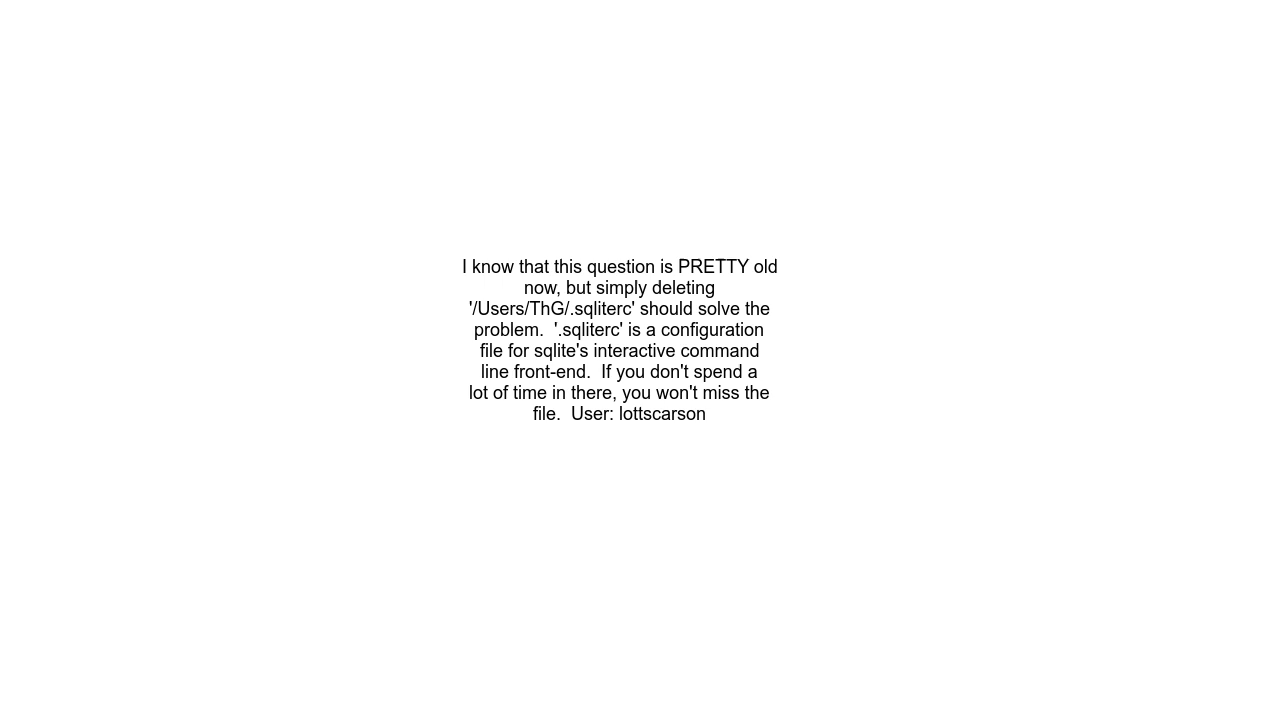 I know that this question is PRETTY old
now, but simply deleting
'/Users/ThG/.sqliterc' should solve the
problem.  '.sqliterc' is a configuration
file for sqlite's interactive command
line front-end.  If you don't spend a
lot of time in there, you won't miss the
file.  User: lottscarson